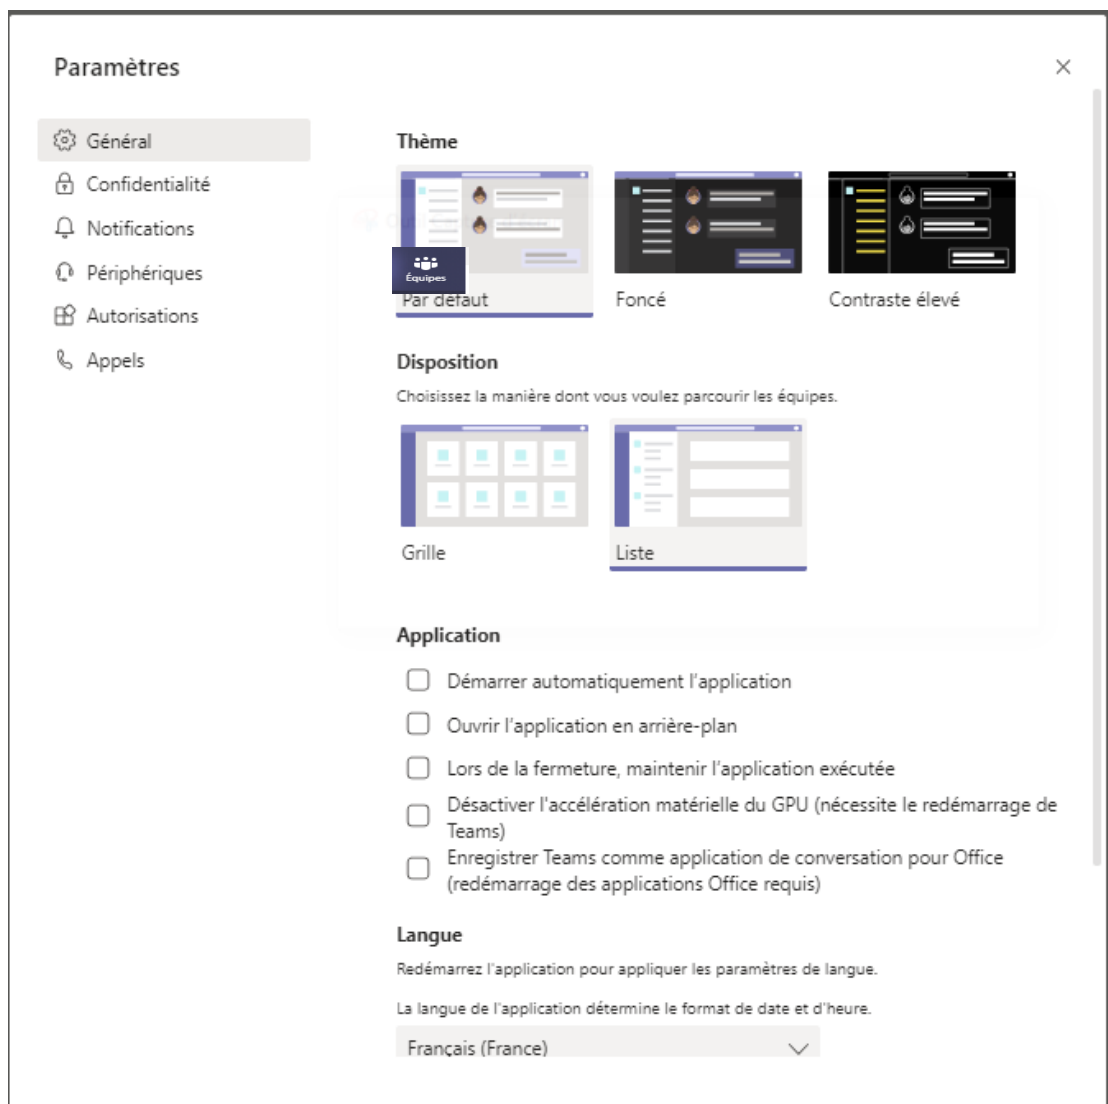 Paramètres
Général
Confidentialité
Notifications
Périphériques
Autorisations
Appels
Thème
Équipes
Par défaut
Foncé
Contraste élevé
Disposition
Choisissez la manière dont vous voulez parcourir les équipes.
Grille
Liste
Application
Démarrer automatiquement l'application
Ouvrir l'application en arrière-plan
Lors de la fermeture, maintenir l'application exécutée
Désactiver l'accélération matérielle du GPU (nécessite le redémarrage de
Teams)
Enregistrer Teams comme application de conversation pour Office
(redémarrage des applications Office requis)
Langue
Redémarrez l'application pour appliquer les paramètres de langue.
La langue de l'application détermine le format de date et d'heure.
Français (France)